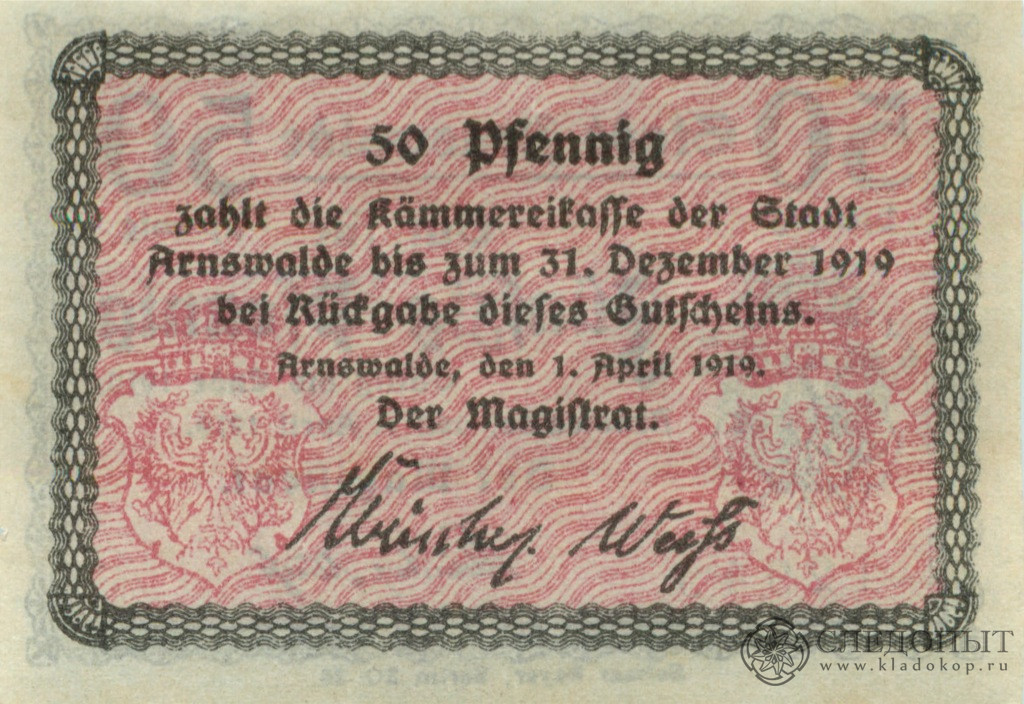 50 Pfennig
zahlt die Kämmereikasse der Stadt
Arnswalde bis zum 31. Dezember 1919
bei Rückgabe dieses Gutscheins.
Arnswalde, den 1. April 1919.
Der Magistrat.
СЛЕДОПЫТ
www.kladokop.ru